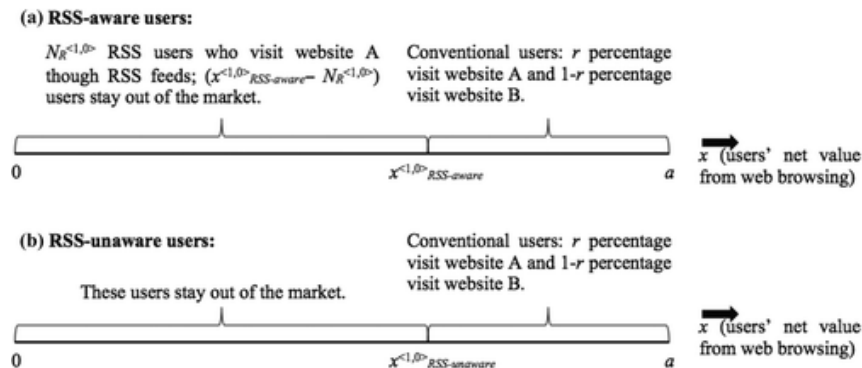 (a) RSS-aware users:
N_R^<1,0> RSS users who visit website A
though RSS feeds; (x^<1,0>_RSS-aware– N_R^<1,0>)
users stay out of the market.
Conventional users: r percentage
visit website A and 1-r percentage
visit website B.
0
x^<1,0>_RSS-aware
a
x (users' net value
from web browsing)
(b) RSS-unaware users:
These users stay out of the market.
Conventional users: r percentage
visit website A and 1-r percentage
visit website B.
0
x^<1,0>_RSS-unaware
a
x (users' net value
from web browsing)